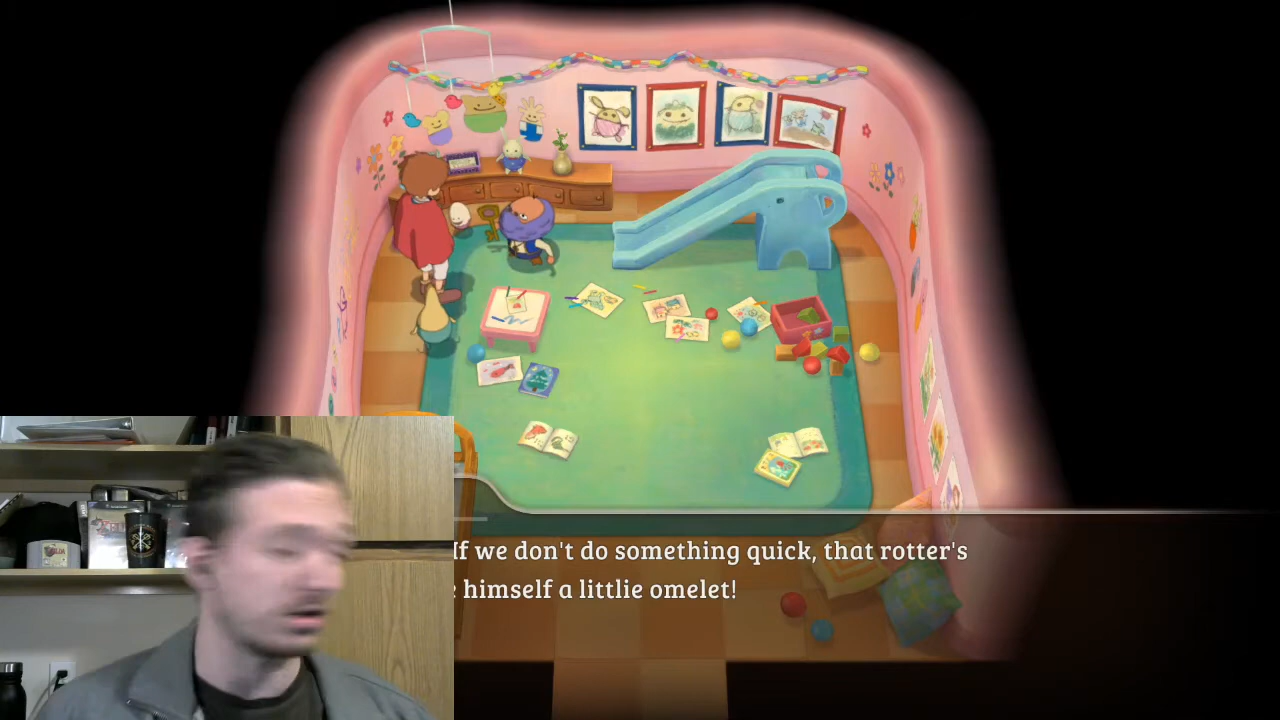 If we don't do something quick, that rotter's
himself a littlie omelet!